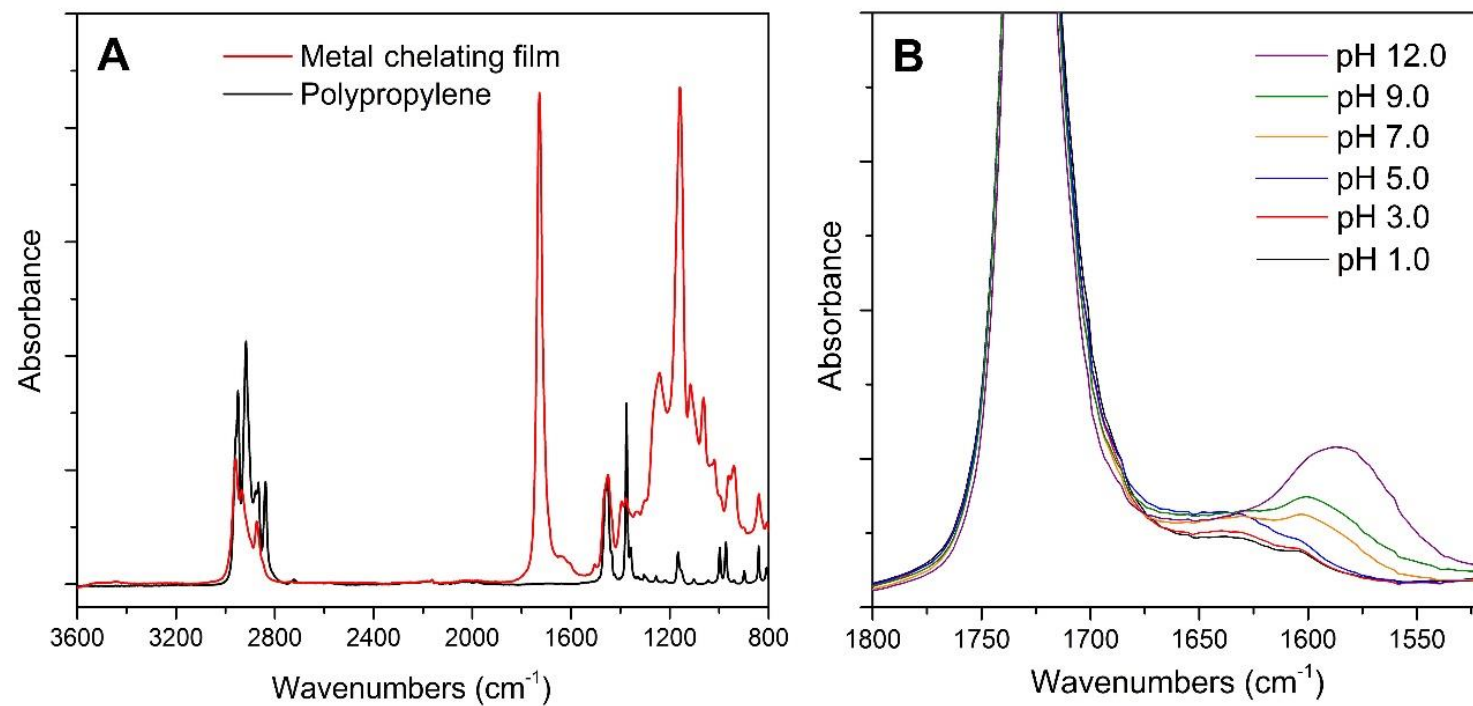 A
Metal chelating film
Polypropylene
Absorbance
3600 3200 2800 2400 2000 1600 1200 800
Wavenumbers (cm⁻¹)
B
pH 12.0
pH 9.0
pH 7.0
pH 5.0
pH 3.0
pH 1.0
Absorbance
1800 1750 1700 1650 1600 1550
Wavenumbers (cm⁻¹)